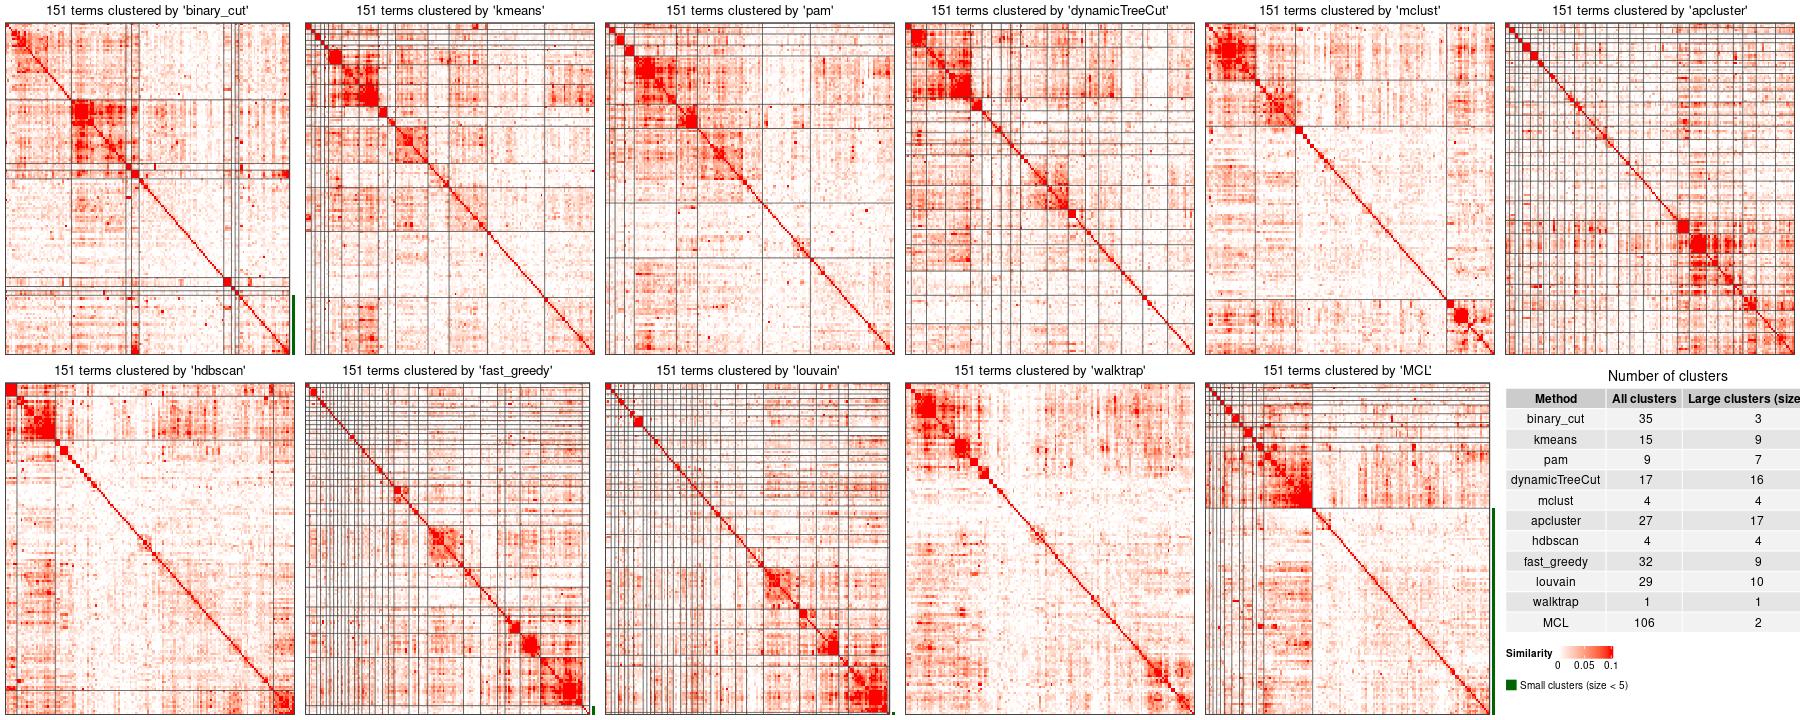 151 terms clustered by 'binary_cut'
151 terms clustered by 'kmeans'
151 terms clustered by 'pam'
151 terms clustered by 'dynamicTreeCut'
151 terms clustered by 'mclust'
151 terms clustered by 'apcluster'
151 terms clustered by 'hdbscan'
151 terms clustered by 'fast_greedy'
151 terms clustered by 'louvain'
151 terms clustered by 'walktrap'
151 terms clustered by 'MCL'
Number of clusters
Method All clusters Large clusters (size
binary_cut 35 3
kmeans 15 9
pam 9 7
dynamicTreeCut 17 16
mclust 4 4
apcluster 27 17
hdbscan 4 4
fast_greedy 32 9
louvain 29 10
walktrap 1 1
MCL 106 2
Similarity
0 0.05 0.1
Small clusters (size < 5)